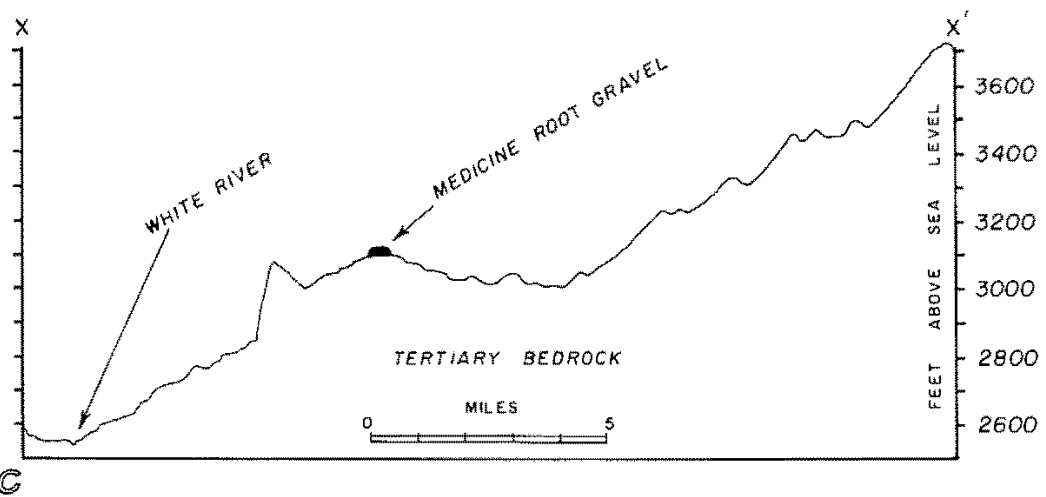 X
X'
WHITE RIVER
MEDICINE ROOT GRAVEL
3600
3400
3200
3000
2800
2600
FEET ABOVE SEA LEVEL
TERTIARY BEDROCK
MILES
0 5
C